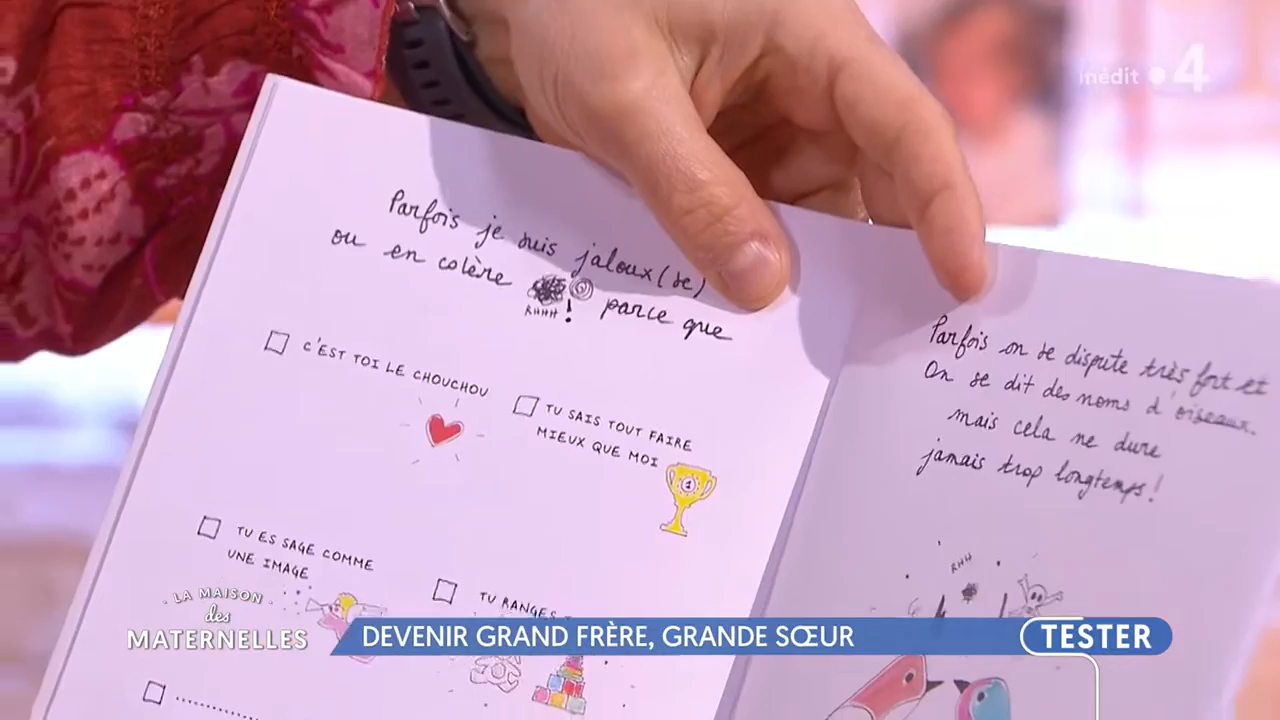 inédit 4
Parfois je suis jaloux(se)
ou en colère
RHHH ! parce que
C'EST TOI LE CHOUCHOU
TU SAIS TOUT FAIRE
MIEUX QUE MOI
1
TU ES SAGE COMME
UNE IMAGE
TU RANGES
Parfois on se dispute très fort et
On se dit des noms d'oiseaux.
mais cela ne dure
jamais trop longtemps !
RHH
LA MAISON
des
MATERNELLES
DEVENIR GRAND FRÈRE, GRANDE SŒUR
TESTER